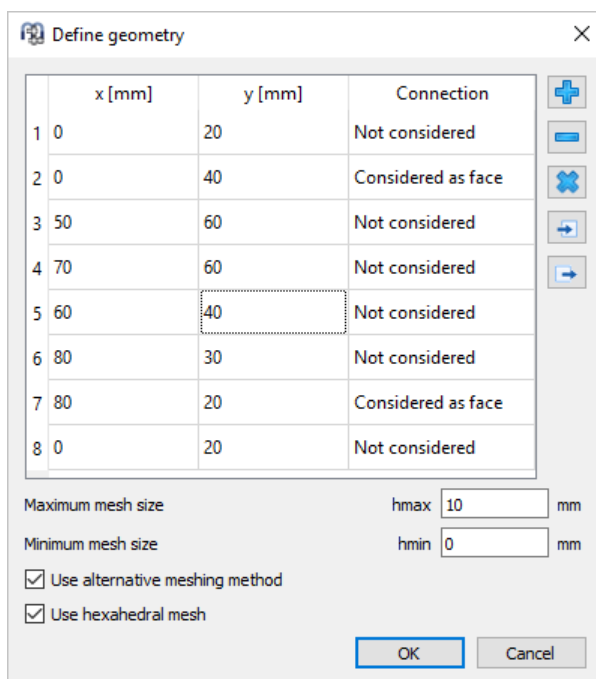 Define geometry
x [mm] y [mm] Connection
1 0 20 Not considered
2 0 40 Considered as face
3 50 60 Not considered
4 70 60 Not considered
5 60 40 Not considered
6 80 30 Not considered
7 80 20 Considered as face
8 0 20 Not considered
Maximum mesh size hmax 10 mm
Minimum mesh size hmin 0 mm
Use alternative meshing method
Use hexahedral mesh
OK Cancel